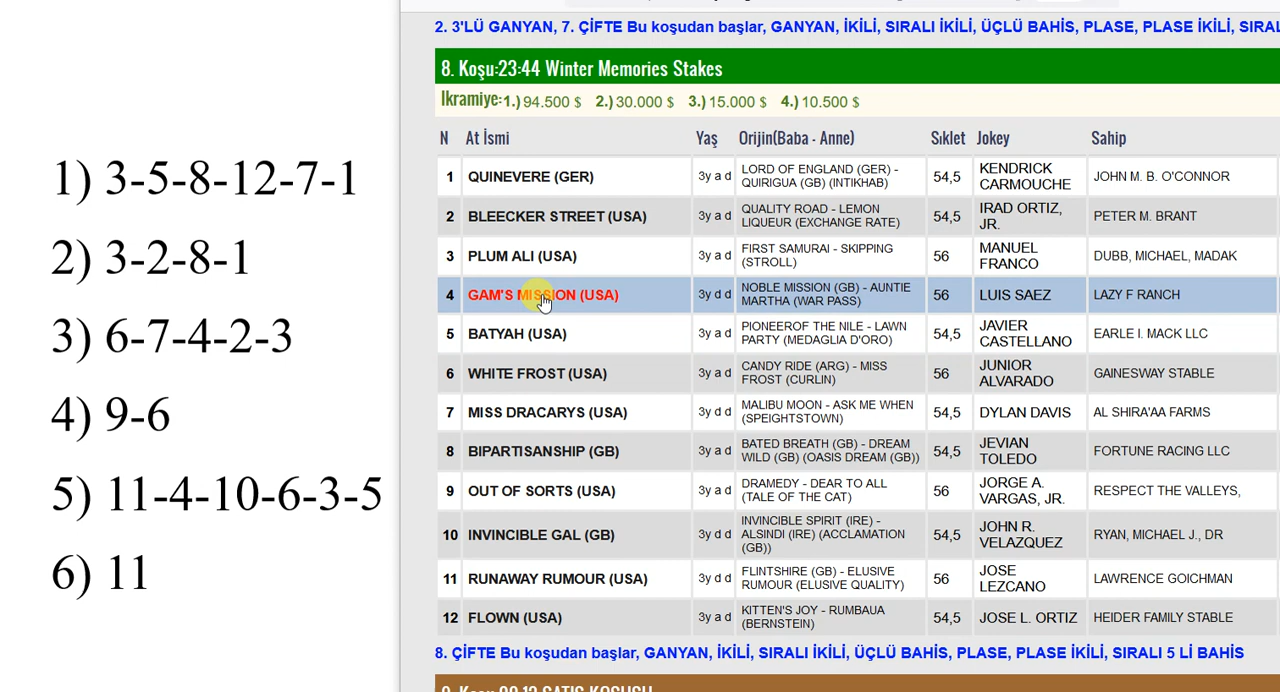 1) 3-5-8-12-7-1
2) 3-2-8-1
3) 6-7-4-2-3
4) 9-6
5) 11-4-10-6-3-5
6) 11
2. 3'LÜ GANYAN, 7. ÇİFTE Bu koşudan başlar, GANYAN, İKİLİ, SIRALI İKİLİ, ÜÇLÜ BAHİS, PLASE, PLASE İKİLİ, SIRAL
8. Koşu:23:44 Winter Memories Stakes
Ikramiye:1.) 94.500 $ 2.) 30.000 $ 3.) 15.000 $ 4.) 10.500 $
N At İsmi Yaş Orijin(Baba - Anne) Sıklet Jokey Sahip
1 QUINEVERE (GER) 3y a d LORD OF ENGLAND (GER) - QUIRIGUA (GB) (INTIKHAB) 54,5 KENDRICK CARMOUCHE JOHN M. B. O'CONNOR
2 BLEECKER STREET (USA) 3y a d QUALITY ROAD - LEMON LIQUEUR (EXCHANGE RATE) 54,5 IRAD ORTIZ, JR. PETER M. BRANT
3 PLUM ALI (USA) 3y a d FIRST SAMURAI - SKIPPING (STROLL) 56 MANUEL FRANCO DUBB, MICHAEL, MADAK
4 GAM'S MISSION (USA) 3y d d NOBLE MISSION (GB) - AUNTIE MARTHA (WAR PASS) 56 LUIS SAEZ LAZY F RANCH
5 BATYAH (USA) 3y a d PIONEEROF THE NILE - LAWN PARTY (MEDAGLIA D'ORO) 54,5 JAVIER CASTELLANO EARLE I. MACK LLC
6 WHITE FROST (USA) 3y a d CANDY RIDE (ARG) - MISS FROST (CURLIN) 56 JUNIOR ALVARADO GAINESWAY STABLE
7 MISS DRACARYS (USA) 3y d d MALIBU MOON - ASK ME WHEN (SPEIGHTSTOWN) 54,5 DYLAN DAVIS AL SHIRA'AA FARMS
8 BIPARTISANSHIP (GB) 3y d d BATED BREATH (GB) - DREAM WILD (GB) (OASIS DREAM (GB)) 54,5 JEVIAN TOLEDO FORTUNE RACING LLC
9 OUT OF SORTS (USA) 3y a d DRAMEDY - DEAR TO ALL (TALE OF THE CAT) 56 JORGE A. VARGAS, JR. RESPECT THE VALLEYS,
10 INVINCIBLE GAL (GB) 3y d d INVINCIBLE SPIRIT (IRE) - ALSINDI (IRE) (ACCLAMATION (GB)) 54,5 JOHN R. VELAZQUEZ RYAN, MICHAEL J., DR
11 RUNAWAY RUMOUR (USA) 3y d d FLINTSHIRE (GB) - ELUSIVE RUMOUR (ELUSIVE QUALITY) 56 JOSE LEZCANO LAWRENCE GOICHMAN
12 FLOWN (USA) 3y a d KITTEN'S JOY - RUMBAUA (BERNSTEIN) 54,5 JOSE L. ORTIZ HEIDER FAMILY STABLE
8. ÇİFTE Bu koşudan başlar, GANYAN, İKİLİ, SIRALI İKİLİ, ÜÇLÜ BAHİS, PLASE, PLASE İKİLİ, SIRALI 5 Lİ BAHİS